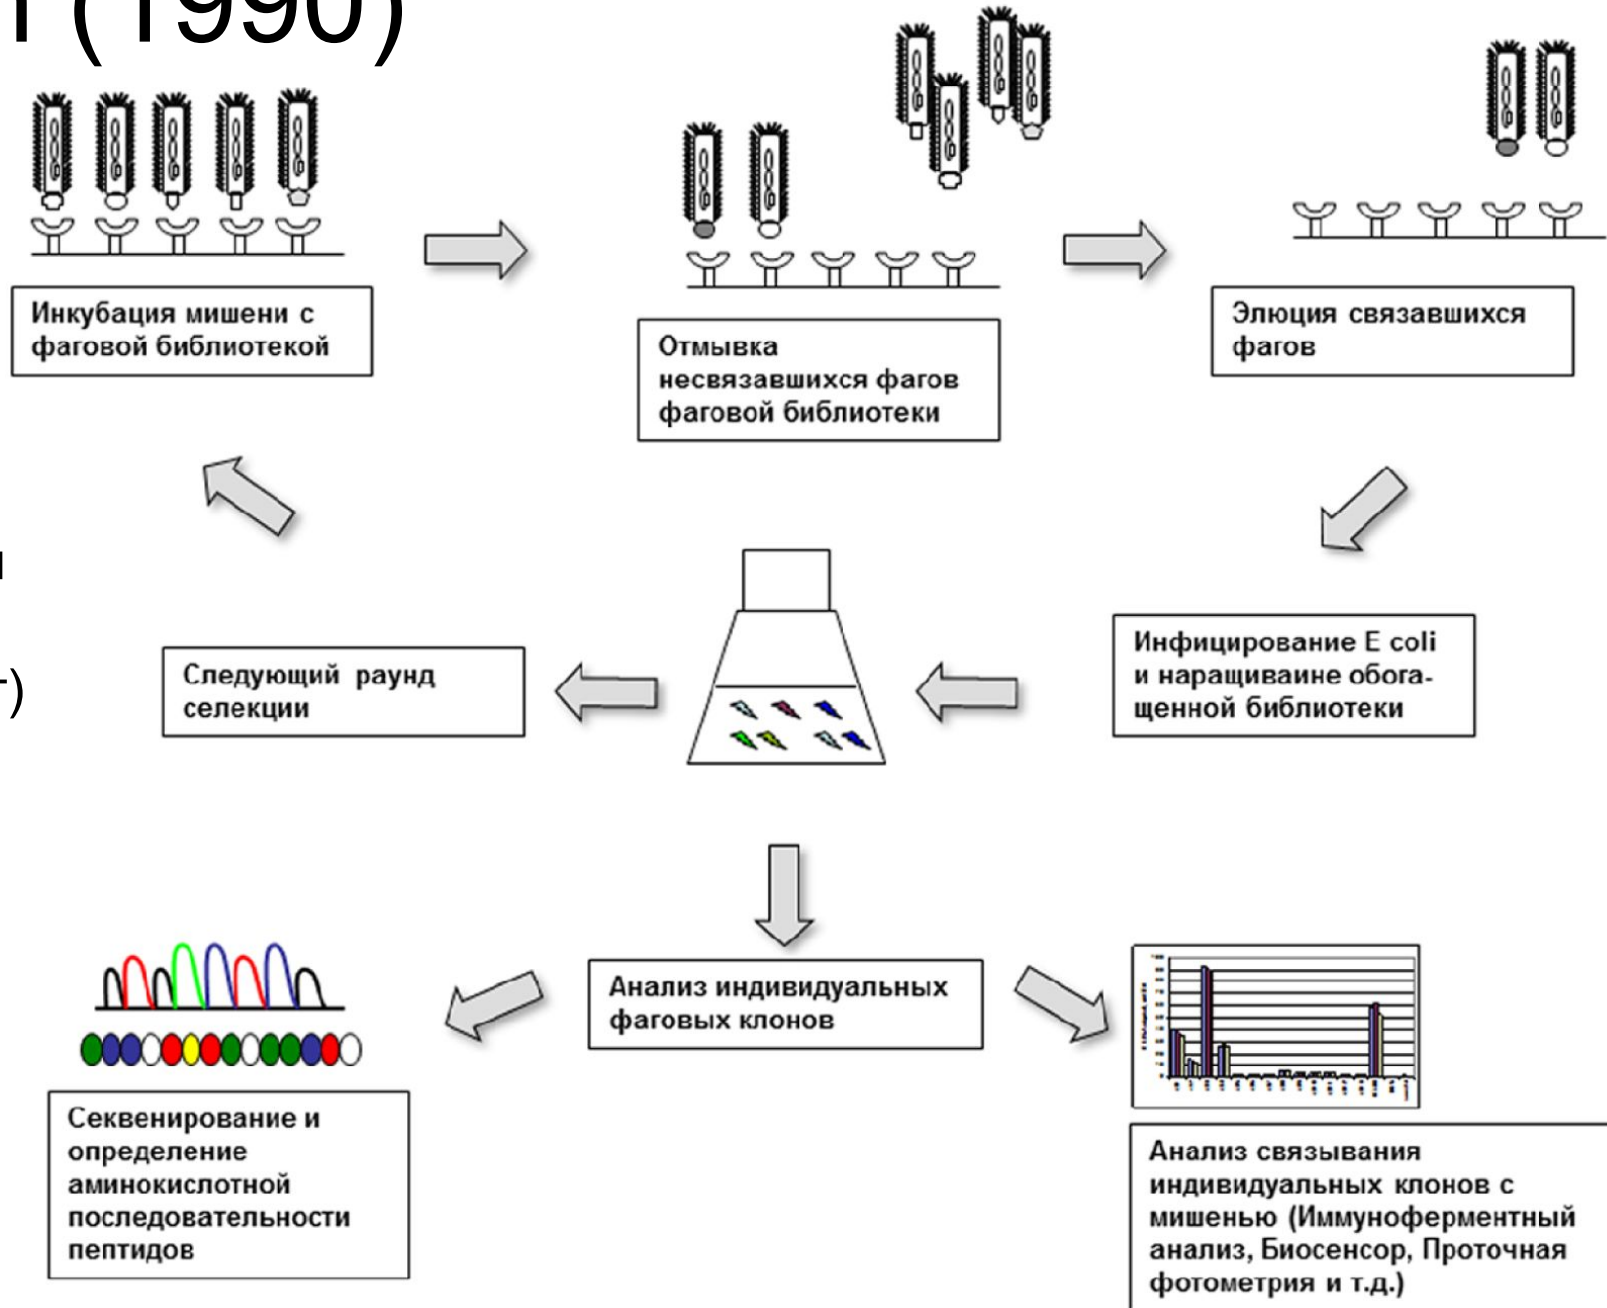 (1990)
Инкубация мишени с
фаговой библиотекой
Отмывка
несвязавшихся фагов
фаговой библиотеки
Элюция связавшихся
фагов
Инфицирование E coli
и наращиваине обога-
щенной библиотеки
Следующий раунд
селекции
Анализ индивидуальных
фаговых клонов
Секвенирование и
определение
аминокислотной
последовательности
пептидов
Анализ связывания
индивидуальных клонов с
мишенью (Иммуноферментный
анализ, Биосенсор, Проточная
фотометрия и т.д.)